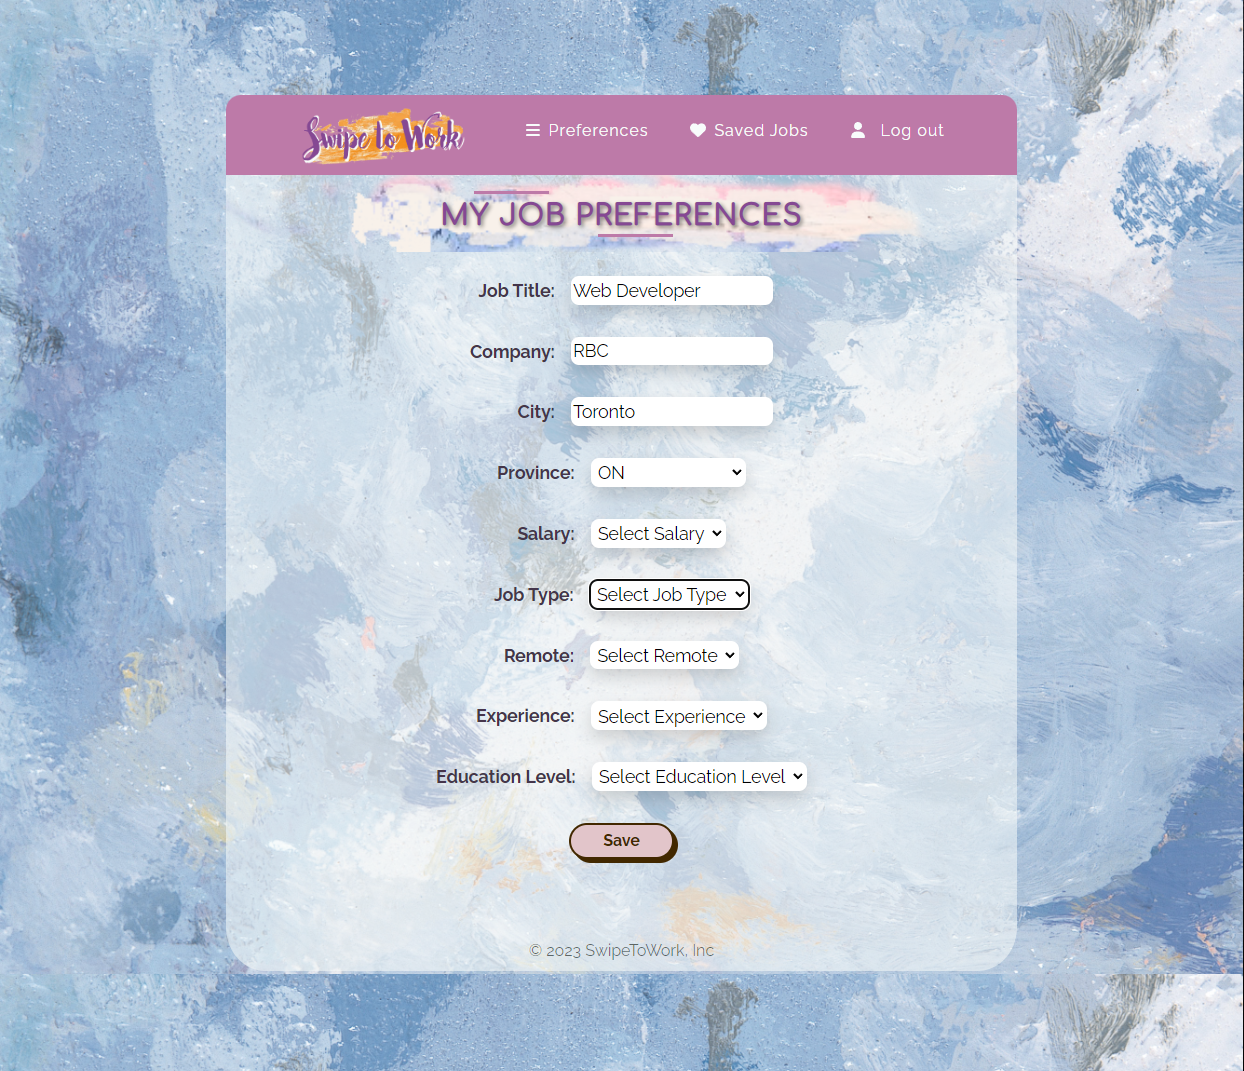 Swipe to Work
Preferences
Saved Jobs
Log out
MY JOB PREFERENCES
Job Title: Web Developer
Company: RBC
City: Toronto
Province: ON
Salary: Select Salary
Job Type: Select Job Type
Remote: Select Remote
Experience: Select Experience
Education Level: Select Education Level
Save
© 2023 SwipeToWork, Inc